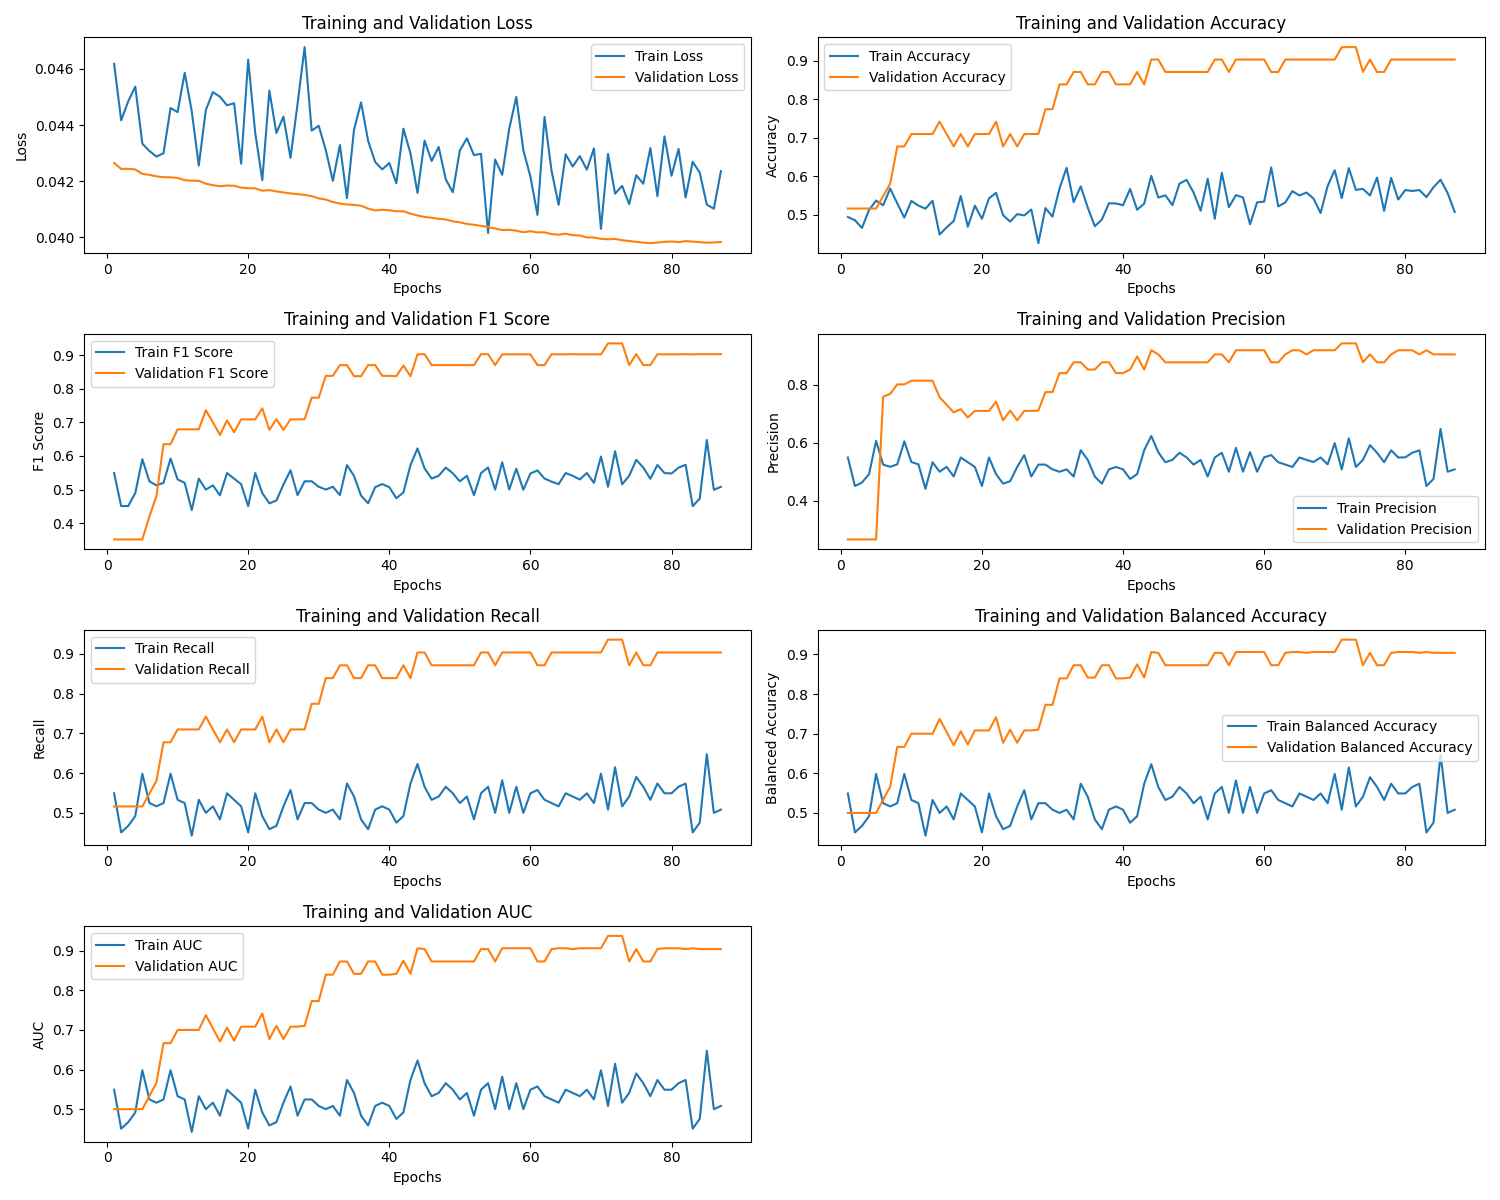 Training and Validation Loss
Loss
0.046
0.044
0.042
0.040
Train Loss
Validation Loss
0 20 40 60 80
Epochs
Training and Validation Accuracy
Accuracy
0.9
0.8
0.7
0.6
0.5
Train Accuracy
Validation Accuracy
0 20 40 60 80
Epochs
Training and Validation F1 Score
F1 Score
0.9
0.8
0.7
0.6
0.5
0.4
Train F1 Score
Validation F1 Score
0 20 40 60 80
Epochs
Training and Validation Precision
Precision
0.8
0.6
0.4
Train Precision
Validation Precision
0 20 40 60 80
Epochs
Training and Validation Recall
Recall
0.9
0.8
0.7
0.6
0.5
Train Recall
Validation Recall
0 20 40 60 80
Epochs
Training and Validation Balanced Accuracy
Balanced Accuracy
0.9
0.8
0.7
0.6
0.5
Train Balanced Accuracy
Validation Balanced Accuracy
0 20 40 60 80
Epochs
Training and Validation AUC
AUC
0.9
0.8
0.7
0.6
0.5
Train AUC
Validation AUC
0 20 40 60 80
Epochs